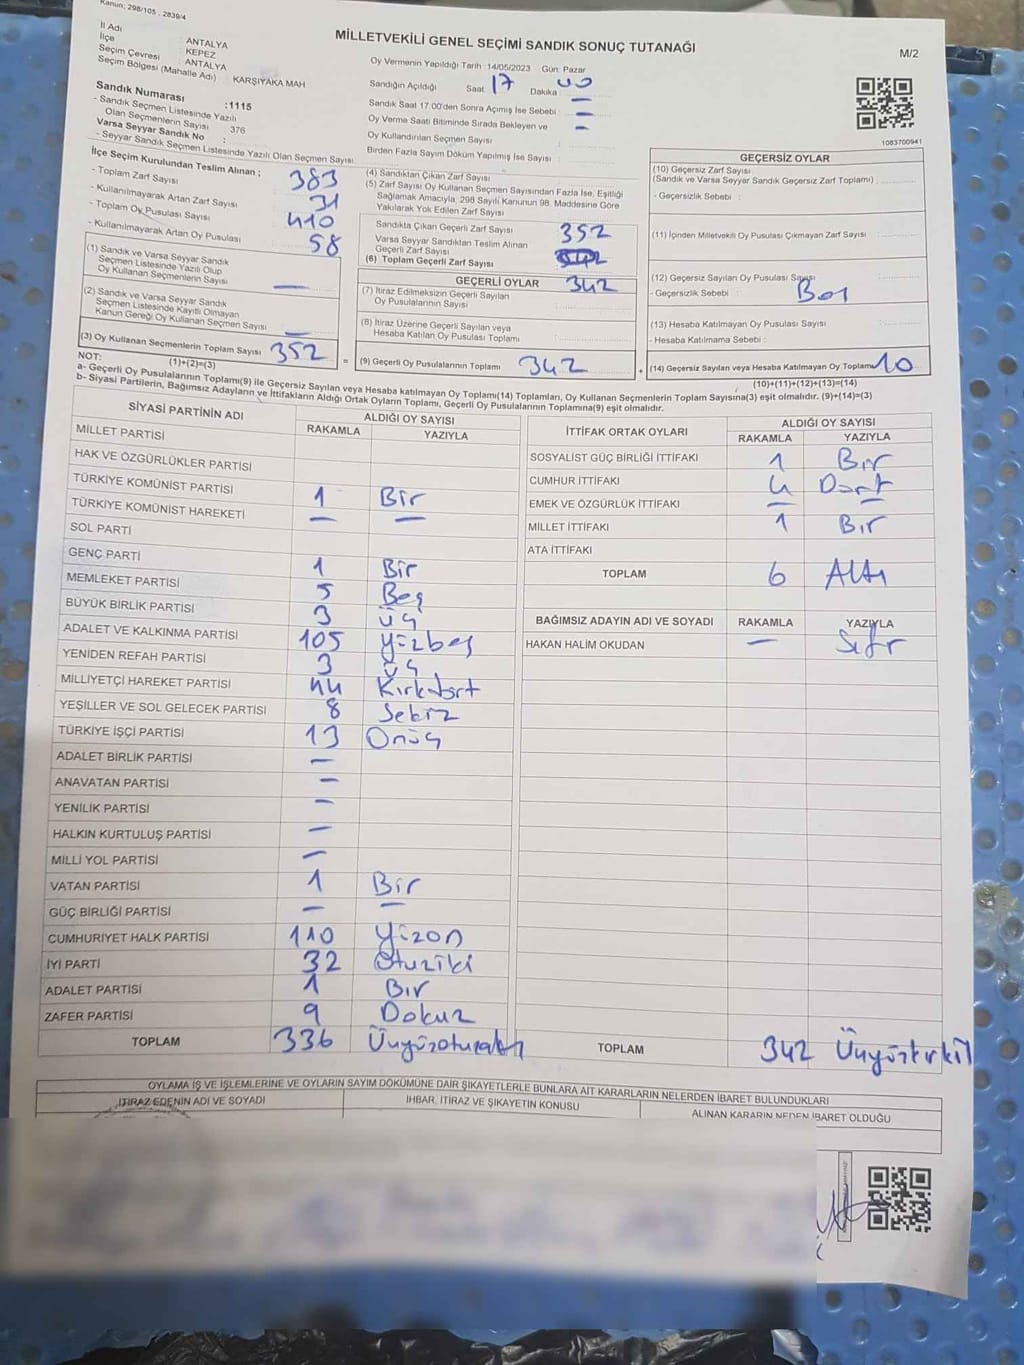 Kanun; 298/105 , 2839/4
MİLLETVEKİLİ GENEL SEÇİMİ SANDIK SONUÇ TUTANAĞI
M/2
İl Adı : ANTALYA
İlçe : KEPEZ
Seçim Çevresi : ANTALYA
Seçim Bölgesi (Mahalle Adı) : KARŞIYAKA MAH
Sandık Numarası :1115
- Sandık Seçmen Listesinde Yazılı
Olan Seçmenlerin Sayısı : 376
Varsa Seyyar Sandık No :
- Seyyar Sandık Seçmen Listesinde Yazılı Olan Seçmen Sayısı:
Oy Vermenin Yapıldığı Tarih :14/05/2023 Gün: Pazar
Sandığın Açıldığı Saat: 17 Dakika 00
Sandık Saat 17.00'den Sonra Açımış İse Sebebi : —
Oy Verme Saati Bitiminde Sırada Bekleyen ve : —
Oy Kullandırılan Seçmen Sayısı
Birden Fazla Sayım Döküm Yapılmış İse Sayısı
1083700941
İlçe Seçim Kurulundan Teslim Alınan ;
- Toplam Zarf Sayısı : 383
- Kullanılmayarak Artan Zarf Sayısı : 31
- Toplam Oy Pusulası Sayısı : 410
- Kullanılmayarak Artan Oy Pusulası : 58
(1) Sandık ve Varsa Seyyar Sandık
Seçmen Listesinde Yazılı Olup
Oy Kullanan Seçmenlerin Sayısı —
(2) Sandık ve Varsa Seyyar Sandık
Seçmen Listesinde Kayıtlı Olmayan
Kanun Gereği Oy Kullanan Seçmen Sayısı —
(3) Oy Kullanan Seçmenlerin Toplam Sayısı 352
(1)+(2)=(3)
(4) Sandıktan Çıkan Zarf Sayısı
(5) Zarf Sayısı Oy Kullanan Seçmen Sayısından Fazla İse, Eşitliği
Sağlamak Amacıyla; 298 Sayılı Kanunun 98. Maddesine Göre
Yakılarak Yok Edilen Zarf Sayısı
Sandıkta Çıkan Geçerli Zarf Sayısı 352
Varsa Seyyar Sandıktan Teslim Alınan
Geçerli Zarf Sayısı
(6) Toplam Geçerli Zarf Sayısı
GEÇERLİ OYLAR 342
(7) İtiraz Edilmeksizin Geçerli Sayılan
Oy Pusulalarının Sayısı
(8) İtiraz Üzerine Geçerli Sayılan veya
Hesaba Katılan Oy Pusulası Toplamı
= (9) Geçerli Oy Pusulalarının Toplamı 342 +
GEÇERSİZ OYLAR
(10) Geçersiz Zarf Sayısı
(Sandık ve Varsa Seyyar Sandık Geçersiz Zarf Toplamı) :
- Geçersizlik Sebebi :
(11) İçinden Milletvekili Oy Pusulası Çıkmayan Zarf Sayısı
(12) Geçersiz Sayılan Oy Pusulası Sayısı
- Geçersizlik Sebebi :
(13) Hesaba Katılmayan Oy Pusulası Sayısı
- Hesaba Katılmama Sebebi :
(14) Geçersiz Sayılan veya Hesaba Katılmayan Oy Toplamı 10
(10)+(11)+(12)+(13)=(14)
NOT:
a- Geçerli Oy Pusulalarının Toplamı(9) ile Geçersiz Sayılan veya Hesaba katılmayan Oy Toplamı(14) Toplamları, Oy Kullanan Seçmenlerin Toplam Sayısına(3) eşit olmalıdır. (9)+(14)=(3)
b- Siyasi Partilerin, Bağımsız Adayların ve İttifakların Aldığı Ortak Oyların Toplamı, Geçerli Oy Pusulalarının Toplamına(9) eşit olmalıdır.
SİYASİ PARTİNİN ADI
ALDIĞI OY SAYISI
RAKAMLA YAZIYLA
MİLLET PARTİSİ
HAK VE ÖZGÜRLÜKLER PARTİSİ
TÜRKİYE KOMÜNİST PARTİSİ 1 Bir
TÜRKİYE KOMÜNİST HAREKETİ — —
SOL PARTİ
GENÇ PARTİ 1 Bir
MEMLEKET PARTİSİ 5 Beş
BÜYÜK BİRLİK PARTİSİ 3 üç
ADALET VE KALKINMA PARTİSİ 105 yüzbeş
YENİDEN REFAH PARTİSİ 3 üç
MİLLİYETÇİ HAREKET PARTİSİ 44 Kırkdört
YEŞİLLER VE SOL GELECEK PARTİSİ 8 Sekiz
TÜRKİYE İŞÇİ PARTİSİ 13 Onüç
ADALET BİRLİK PARTİSİ —
ANAVATAN PARTİSİ —
YENİLİK PARTİSİ —
HALKIN KURTULUŞ PARTİSİ —
MİLLİ YOL PARTİSİ —
VATAN PARTİSİ 1 Bir
GÜÇ BİRLİĞİ PARTİSİ — —
CUMHURİYET HALK PARTİSİ 110 Yüzon
İYİ PARTİ 32 Otuziki
ADALET PARTİSİ 1 Bır
ZAFER PARTİSİ 9 Dokuz
TOPLAM 336
İTTİFAK ORTAK OYLARI
ALDIĞI OY SAYISI
RAKAMLA YAZIYLA
SOSYALİST GÜÇ BİRLİĞİ İTTİFAKI 1 Bır
CUMHUR İTTİFAKI 4 Dört
EMEK VE ÖZGÜRLÜK İTTİFAKI — —
MİLLET İTTİFAKI 1 Bır
ATA İTTİFAKI
TOPLAM 6 Altı
BAĞIMSIZ ADAYIN ADI VE SOYADI RAKAMLA YAZIYLA
HAKAN HALİM OKUDAN — Sıfır
TOPLAM 342 Üçyüzkırkiki
OYLAMA İŞ VE İŞLEMLERİNE VE OYLARIN SAYIM DÖKÜMÜNE DAİR ŞİKAYETLERLE BUNLARA AİT KARARLARIN NELERDEN İBARET BULUNDUKLARI
İTİRAZ EDENİN ADI VE SOYADI
İHBAR, İTİRAZ VE ŞİKAYETİN KONUSU
ALINAN KARARIN NEDEN İBARET OLDUĞU